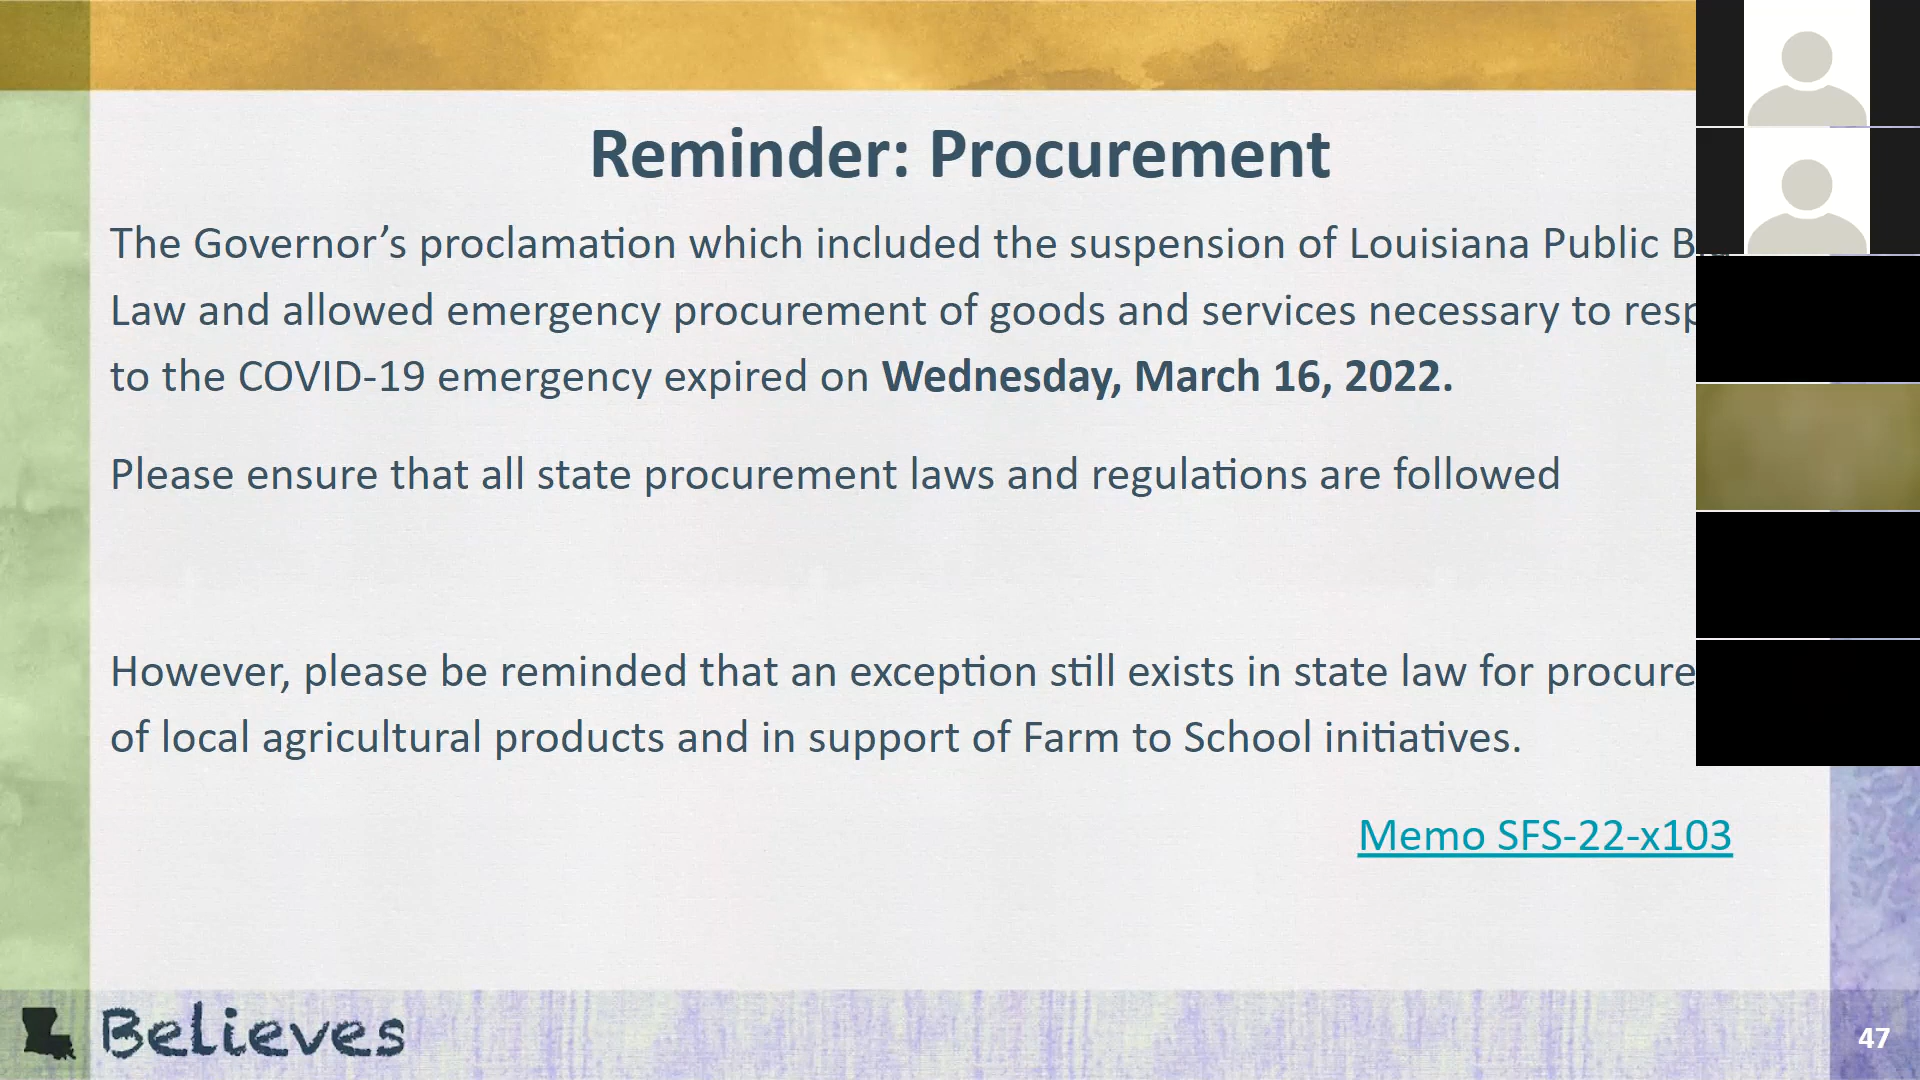 Reminder: Procurement
The Governor’s proclamation which included the suspension of Louisiana Public
Law and allowed emergency procurement of goods and services necessary to
to the COVID-19 emergency expired on Wednesday, March 16, 2022.
Please ensure that all state procurement laws and regulations are followed
However, please be reminded that an exception still exists in state law for
of local agricultural products and in support of Farm to School initiatives.
Memo SFS-22-x103
Believes
47